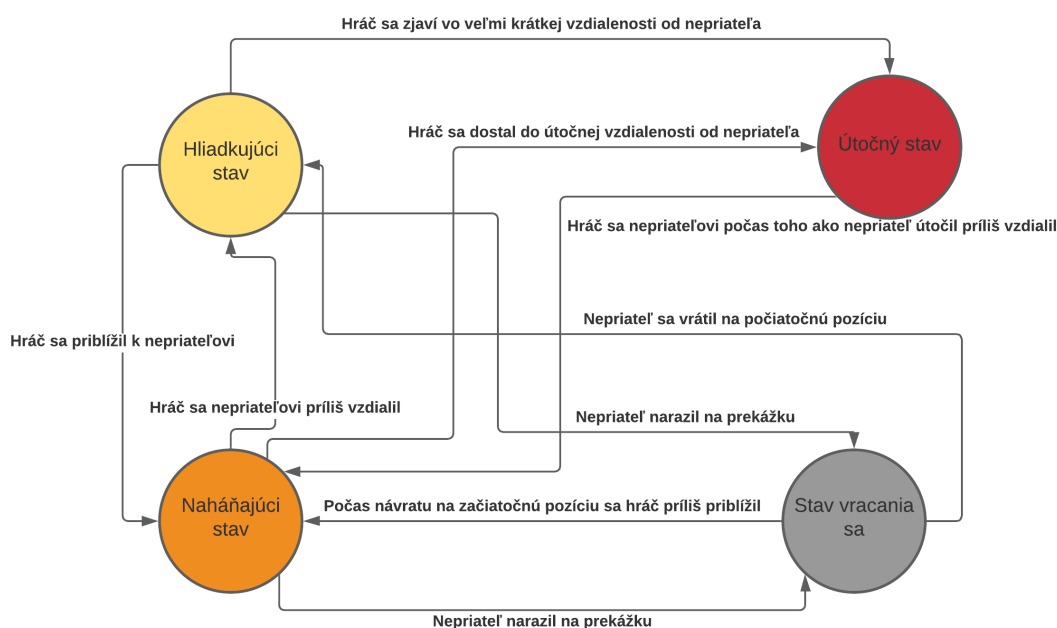 Hráč sa zjaví vo veľmi krátkej vzdialenosti od nepriateľa
Hráč sa dostal do útočnej vzdialenosti od nepriateľa
Útočný stav
Hliadkujúci
stav
Hráč sa nepriateľovi počas toho ako nepriateľ útočil príliš vzdialil
Nepriateľ sa vrátil na počiatočnú pozíciu
Hráč sa priblížil k nepriateľovi
Hráč sa nepriateľovi príliš vzdialil
Nepriateľ narazil na prekážku
Naháňajúci
stav
Počas návratu na začiatočnú pozíciu sa hráč príliš priblížil
Stav vracania
sa
Nepriateľ narazil na prekážku